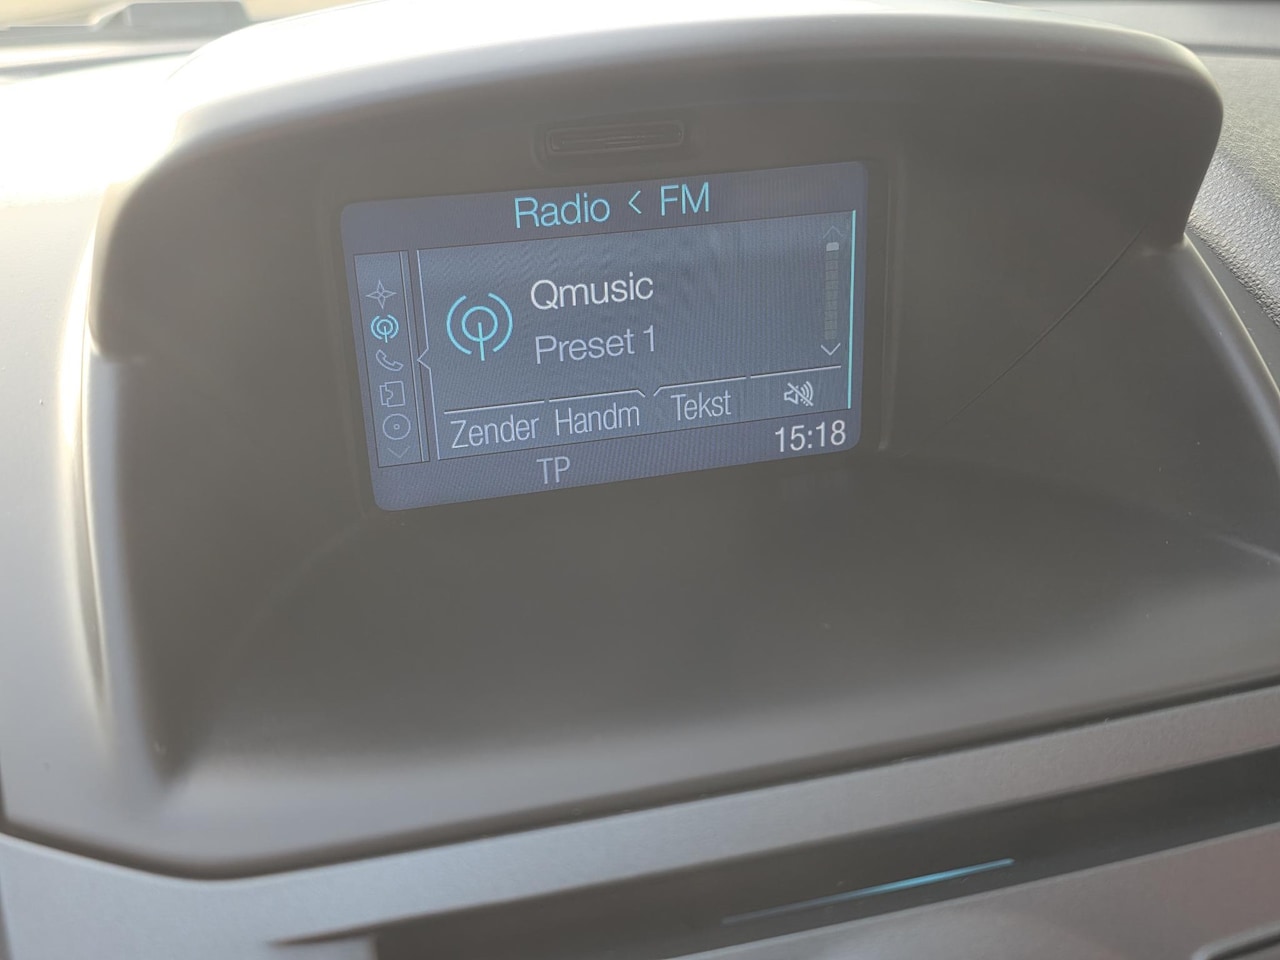 Radio < FM
Qmusic
Preset 1
Zender Handm Tekst
TP 15:18